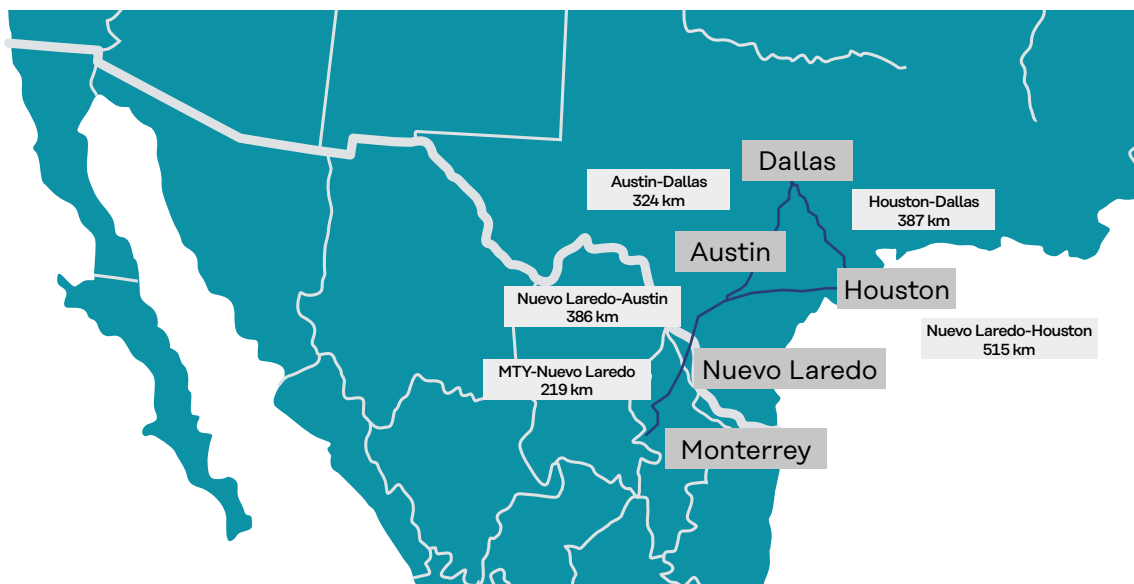 Dallas
Austin-Dallas
324 km
Houston-Dallas
387 km
Austin
Houston
Nuevo Laredo-Austin
386 km
Nuevo Laredo-Houston
515 km
MTY-Nuevo Laredo
219 km
Nuevo Laredo
Monterrey